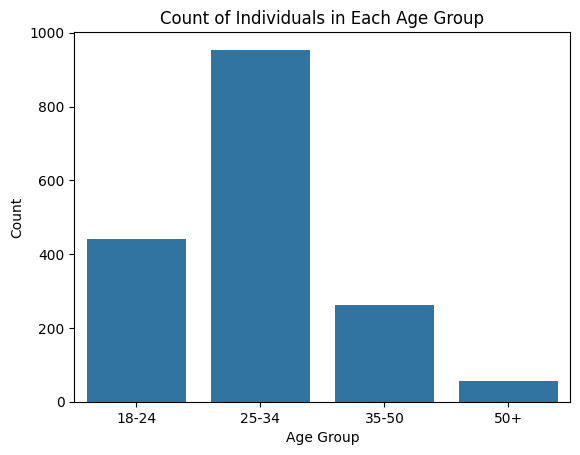 Count of Individuals in Each Age Group
1000
800
600
400
200
0
Count
18-24 25-34 35-50 50+
Age Group